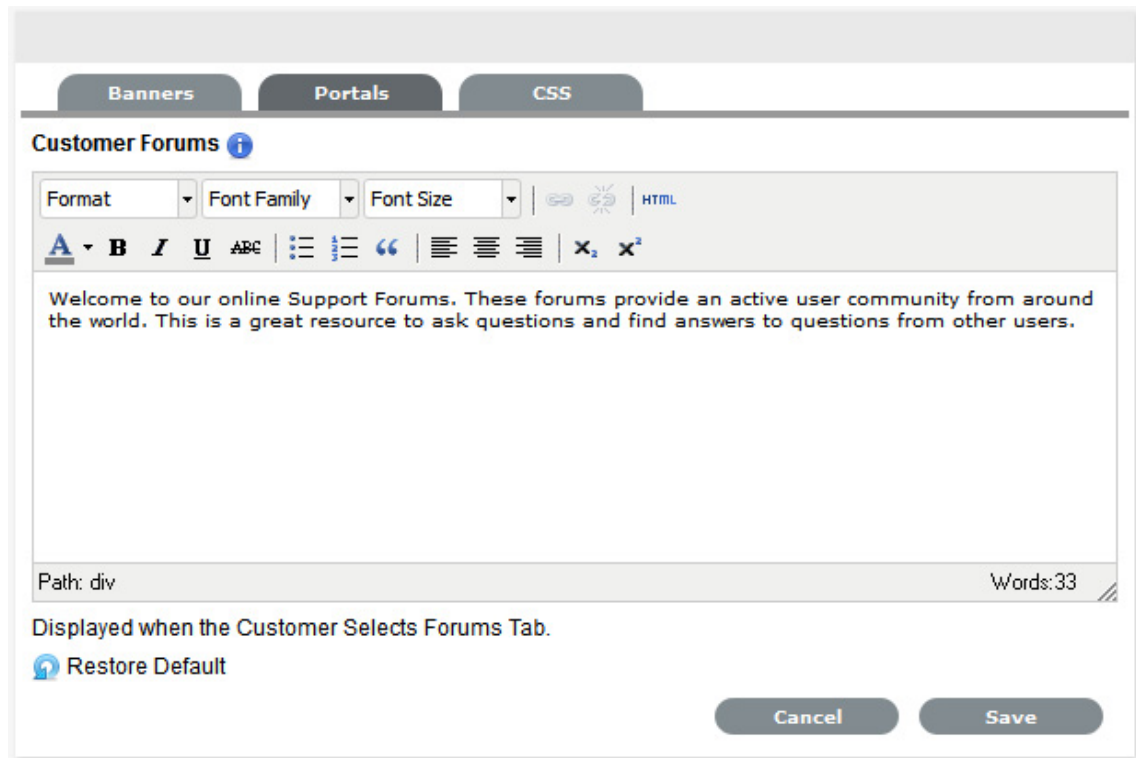 Banners Portals CSS
Customer Forums
Format Font Family Font Size HTML
A B I U ABC x₂ x²
Welcome to our online Support Forums. These forums provide an active user community from around
the world. This is a great resource to ask questions and find answers to questions from other users.
Path: div Words:33
Displayed when the Customer Selects Forums Tab.
Restore Default
Cancel Save